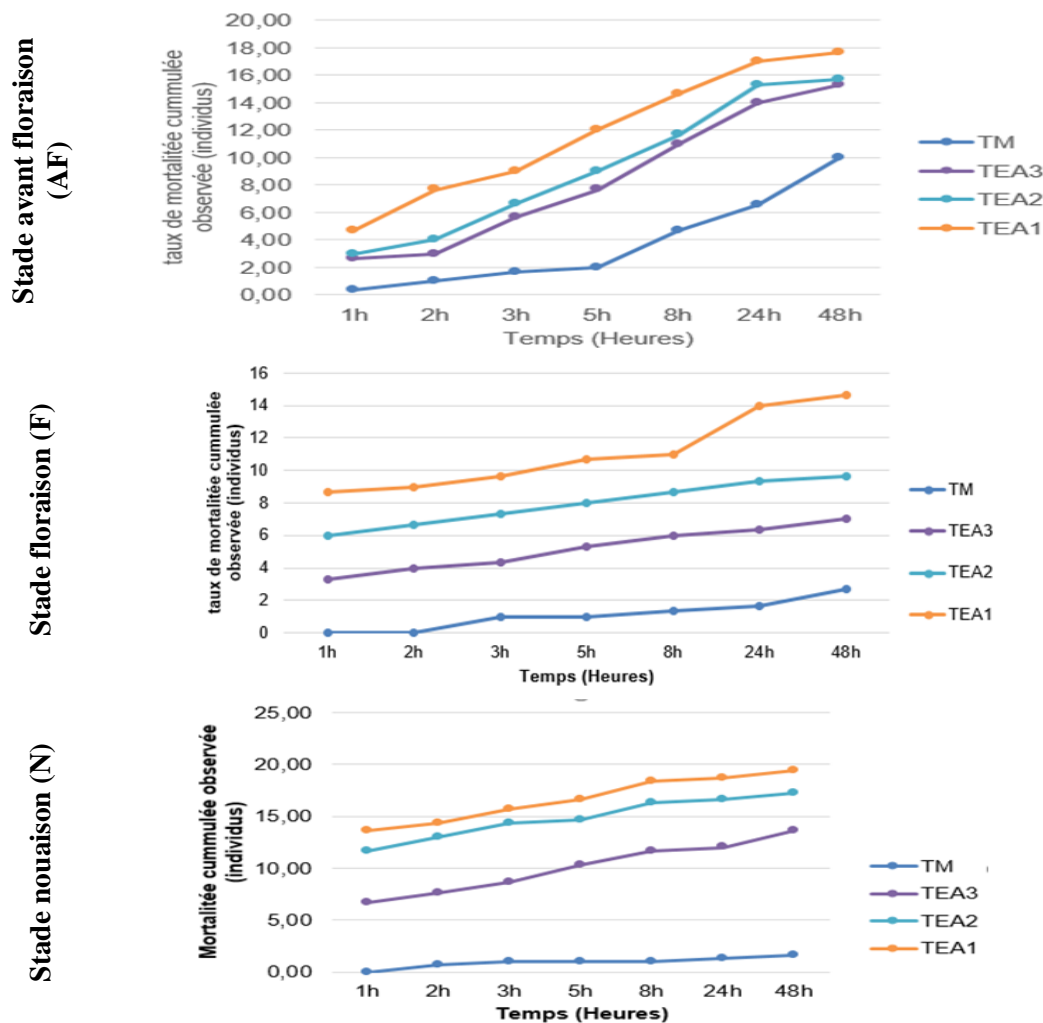 Stade avant floraison
(AF)
taux de mortalitée cummulée
observée (individus)
20,00
18,00
16,00
14,00
12,00
10,00
8,00
6,00
4,00
2,00
0,00
1h 2h 3h 5h 8h 24h 48h
Temps (Heures)
TM
TEA3
TEA2
TEA1
Stade floraison (F)
taux de mortalitée cummulée
observée (individus)
16
14
12
10
8
6
4
2
0
1h 2h 3h 5h 8h 24h 48h
Temps (Heures)
TM
TEA3
TEA2
TEA1
Stade nouaison (N)
Mortalitée cummulée observée
(individus)
25,00
20,00
15,00
10,00
5,00
0,00
1h 2h 3h 5h 8h 24h 48h
Temps (Heures)
TM
TEA3
TEA2
TEA1